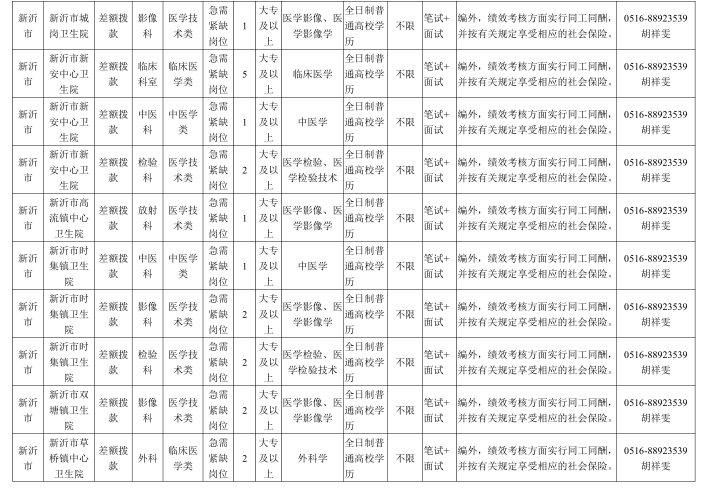 新沂市 新沂市城岗卫生院 差额拨款 影像科 医学技术类 急需紧缺岗位 1 大专及以上 医学影像、医学影像学 全日制普通高校学历 不限 笔试+面试 编外，绩效考核方面实行同工同酬，并按有关规定享受相应的社会保险。 0516-88923539 胡祥雯
新沂市 新沂市新安中心卫生院 差额拨款 临床科室 临床医学类 急需紧缺岗位 5 大专及以上 临床医学 全日制普通高校学历 不限 笔试+面试 编外，绩效考核方面实行同工同酬，并按有关规定享受相应的社会保险。 0516-88923539 胡祥雯
新沂市 新沂市新安中心卫生院 差额拨款 中医科 中医学类 急需紧缺岗位 1 大专及以上 中医学 全日制普通高校学历 不限 笔试+面试 编外，绩效考核方面实行同工同酬，并按有关规定享受相应的社会保险。 0516-88923539 胡祥雯
新沂市 新沂市新安中心卫生院 差额拨款 检验科 医学技术类 急需紧缺岗位 2 大专及以上 医学检验、医学检验技术 全日制普通高校学历 不限 笔试+面试 编外，绩效考核方面实行同工同酬，并按有关规定享受相应的社会保险。 0516-88923539 胡祥雯
新沂市 新沂市高流镇中心卫生院 差额拨款 放射科 医学技术类 急需紧缺岗位 1 大专及以上 医学影像、医学影像学 全日制普通高校学历 不限 笔试+面试 编外，绩效考核方面实行同工同酬，并按有关规定享受相应的社会保险。 0516-88923539 胡祥雯
新沂市 新沂市时集镇卫生院 差额拨款 中医科 中医学类 急需紧缺岗位 1 大专及以上 中医学 全日制普通高校学历 不限 笔试+面试 编外，绩效考核方面实行同工同酬，并按有关规定享受相应的社会保险。 0516-88923539 胡祥雯
新沂市 新沂市时集镇卫生院 差额拨款 影像科 医学技术类 急需紧缺岗位 2 大专及以上 医学影像、医学影像学 全日制普通高校学历 不限 笔试+面试 编外，绩效考核方面实行同工同酬，并按有关规定享受相应的社会保险。 0516-88923539 胡祥雯
新沂市 新沂市时集镇卫生院 差额拨款 检验科 医学技术类 急需紧缺岗位 2 大专及以上 医学检验、医学检验技术 全日制普通高校学历 不限 笔试+面试 编外，绩效考核方面实行同工同酬，并按有关规定享受相应的社会保险。 0516-88923539 胡祥雯
新沂市 新沂市双塘镇卫生院 差额拨款 影像科 医学技术类 急需紧缺岗位 2 大专及以上 医学影像、医学影像学 全日制普通高校学历 不限 笔试+面试 编外，绩效考核方面实行同工同酬，并按有关规定享受相应的社会保险。 0516-88923539 胡祥雯
新沂市 新沂市草桥镇中心卫生院 差额拨款 外科 临床医学类 急需紧缺岗位 2 大专及以上 外科学 全日制普通高校学历 不限 笔试+面试 编外，绩效考核方面实行同工同酬，并按有关规定享受相应的社会保险。 0516-88923539 胡祥雯